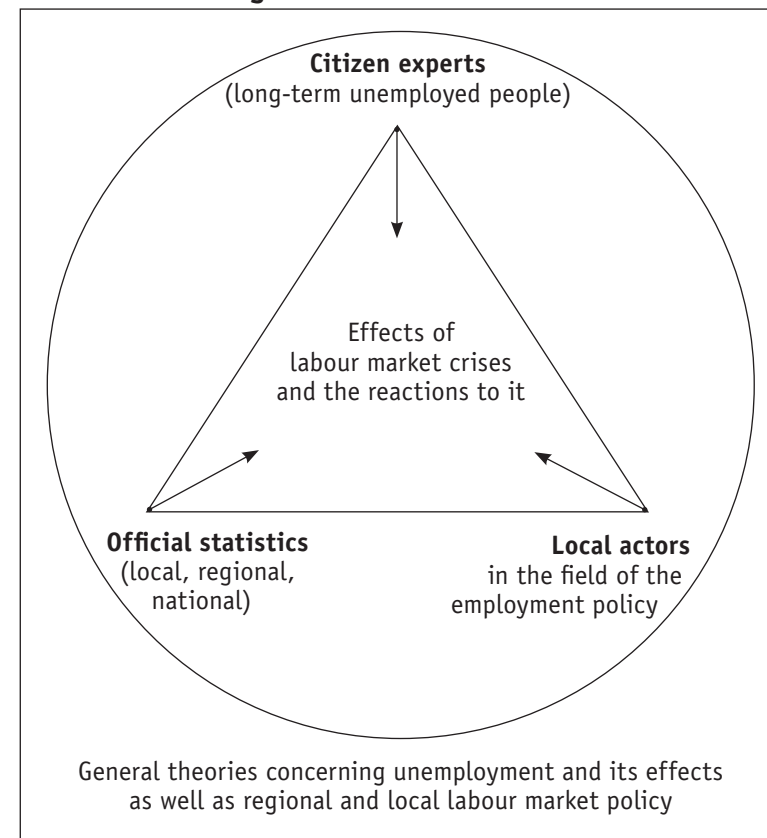 Citizen experts
(long-term unemployed people)
Effects of
labour market crises
and the reactions to it
Official statistics
(local, regional,
national)
Local actors
in the field of the
employment policy
General theories concerning unemployment and its effects
as well as regional and local labour market policy